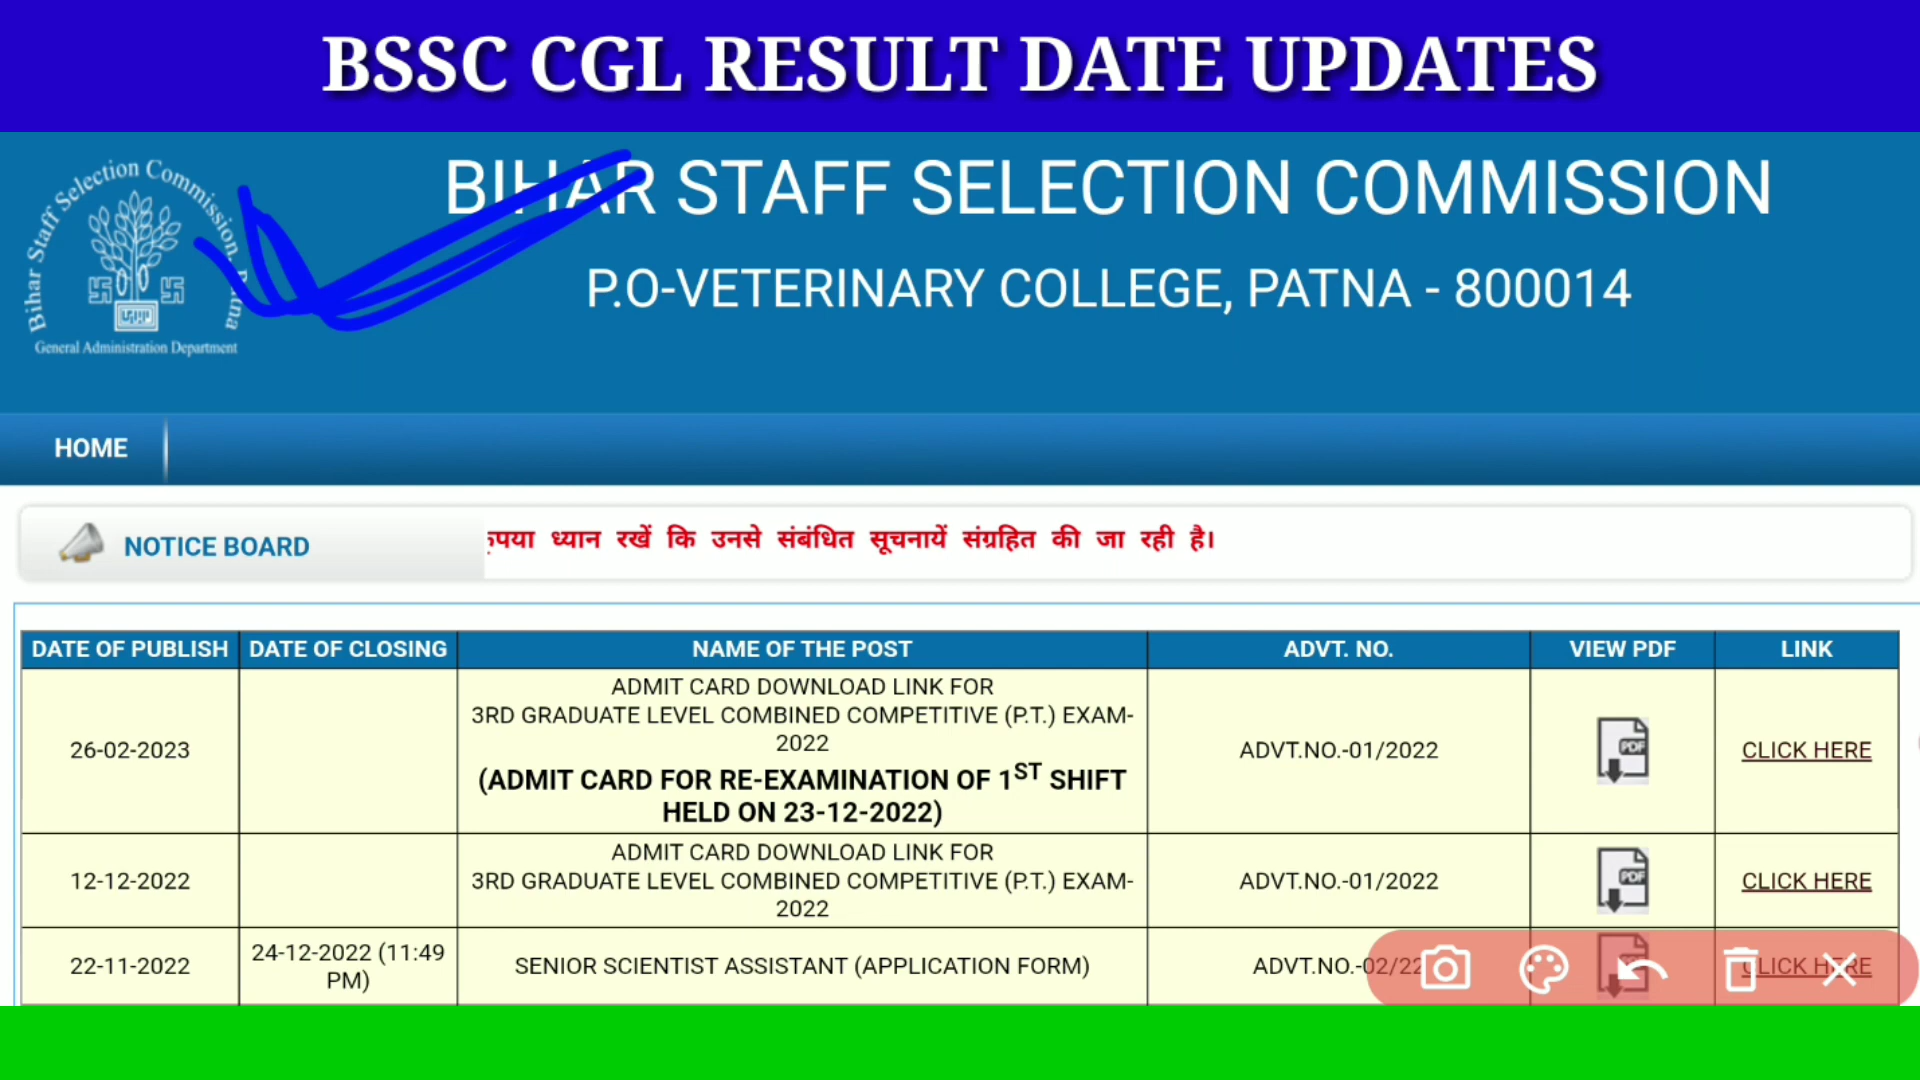 BSSC CGL RESULT DATE UPDATES
Bihar Staff Selection Commission,
General Administration Department
BIHAR STAFF SELECTION COMMISSION
P.O-VETERINARY COLLEGE, PATNA - 800014
HOME
NOTICE BOARD
ध्यान रखें कि उनसे संबंधित सूचनायें संग्रहित की जा रही है।
DATE OF PUBLISH DATE OF CLOSING NAME OF THE POST ADVT. NO. VIEW PDF LINK
ADMIT CARD DOWNLOAD LINK FOR
3RD GRADUATE LEVEL COMBINED COMPETITIVE (P.T.) EXAM-
2022
26-02-2023 ADVT.NO.-01/2022 PDF CLICK HERE
(ADMIT CARD FOR RE-EXAMINATION OF 1ST SHIFT
HELD ON 23-12-2022)
ADMIT CARD DOWNLOAD LINK FOR
12-12-2022 3RD GRADUATE LEVEL COMBINED COMPETITIVE (P.T.) EXAM- ADVT.NO.-01/2022 PDF CLICK HERE
2022
24-12-2022 (11:49
22-11-2022 SENIOR SCIENTIST ASSISTANT (APPLICATION FORM) ADVT.NO.-02/22 CLICK HERE
PM)